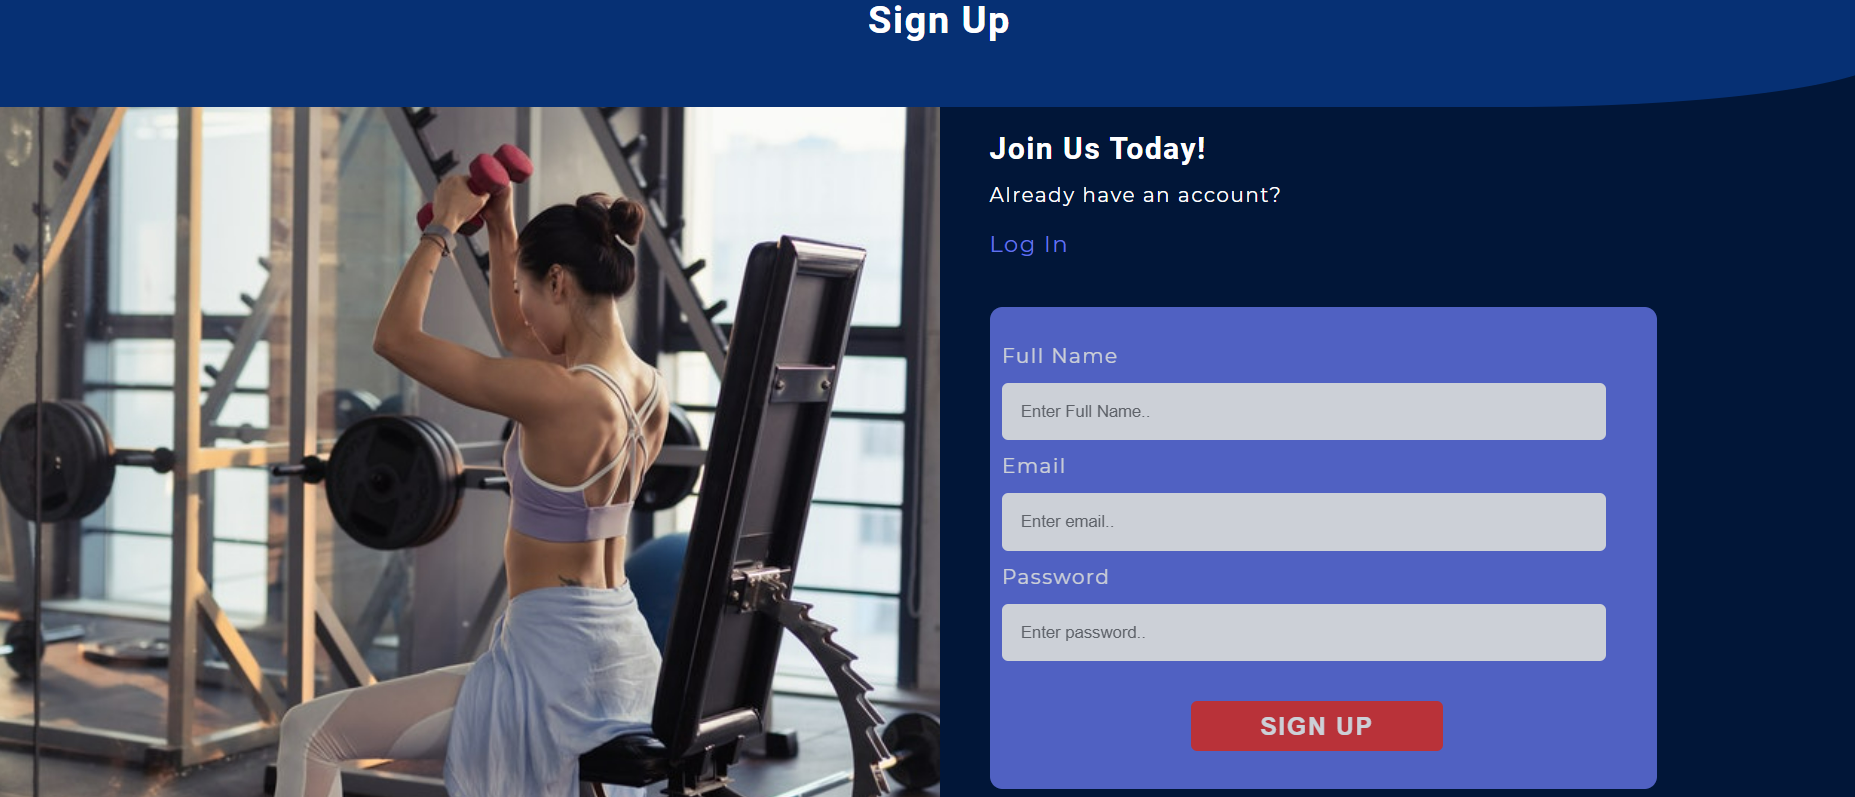 Sign Up
Join Us Today!
Already have an account?
Log In
Full Name
Enter Full Name..
Email
Enter email..
Password
Enter password..
SIGN UP